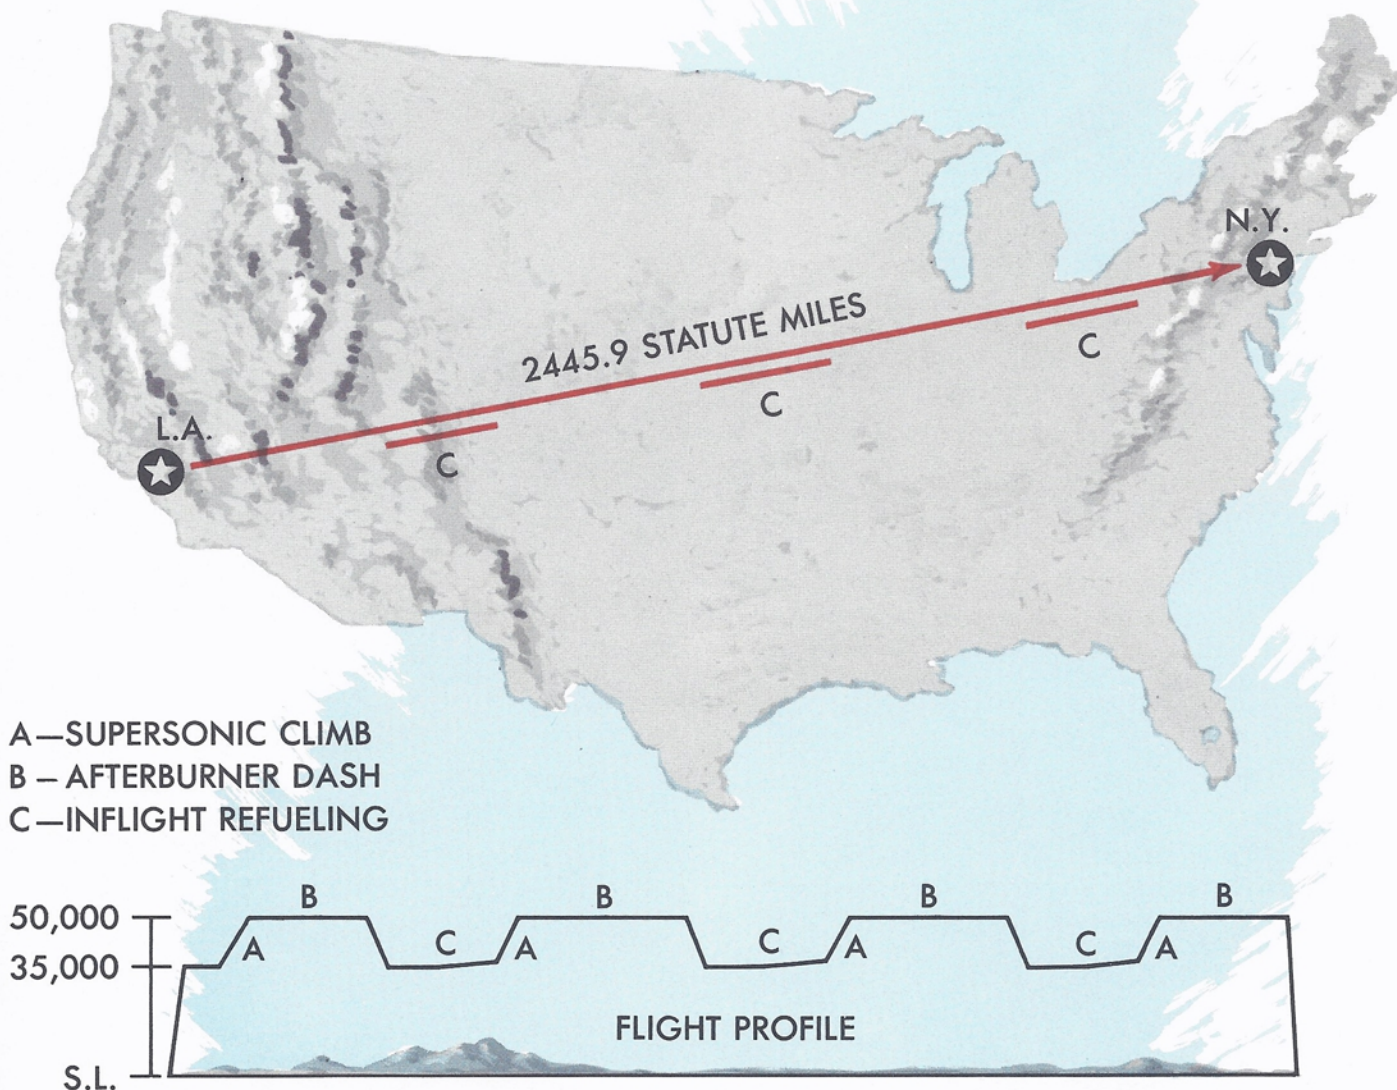 N.Y.
2445.9 STATUTE MILES
C
C
L.A.
C
A—SUPERSONIC CLIMB
B – AFTERBURNER DASH
C—INFLIGHT REFUELING
B B B B
50,000
A C A C A C A
35,000
FLIGHT PROFILE
S.L.